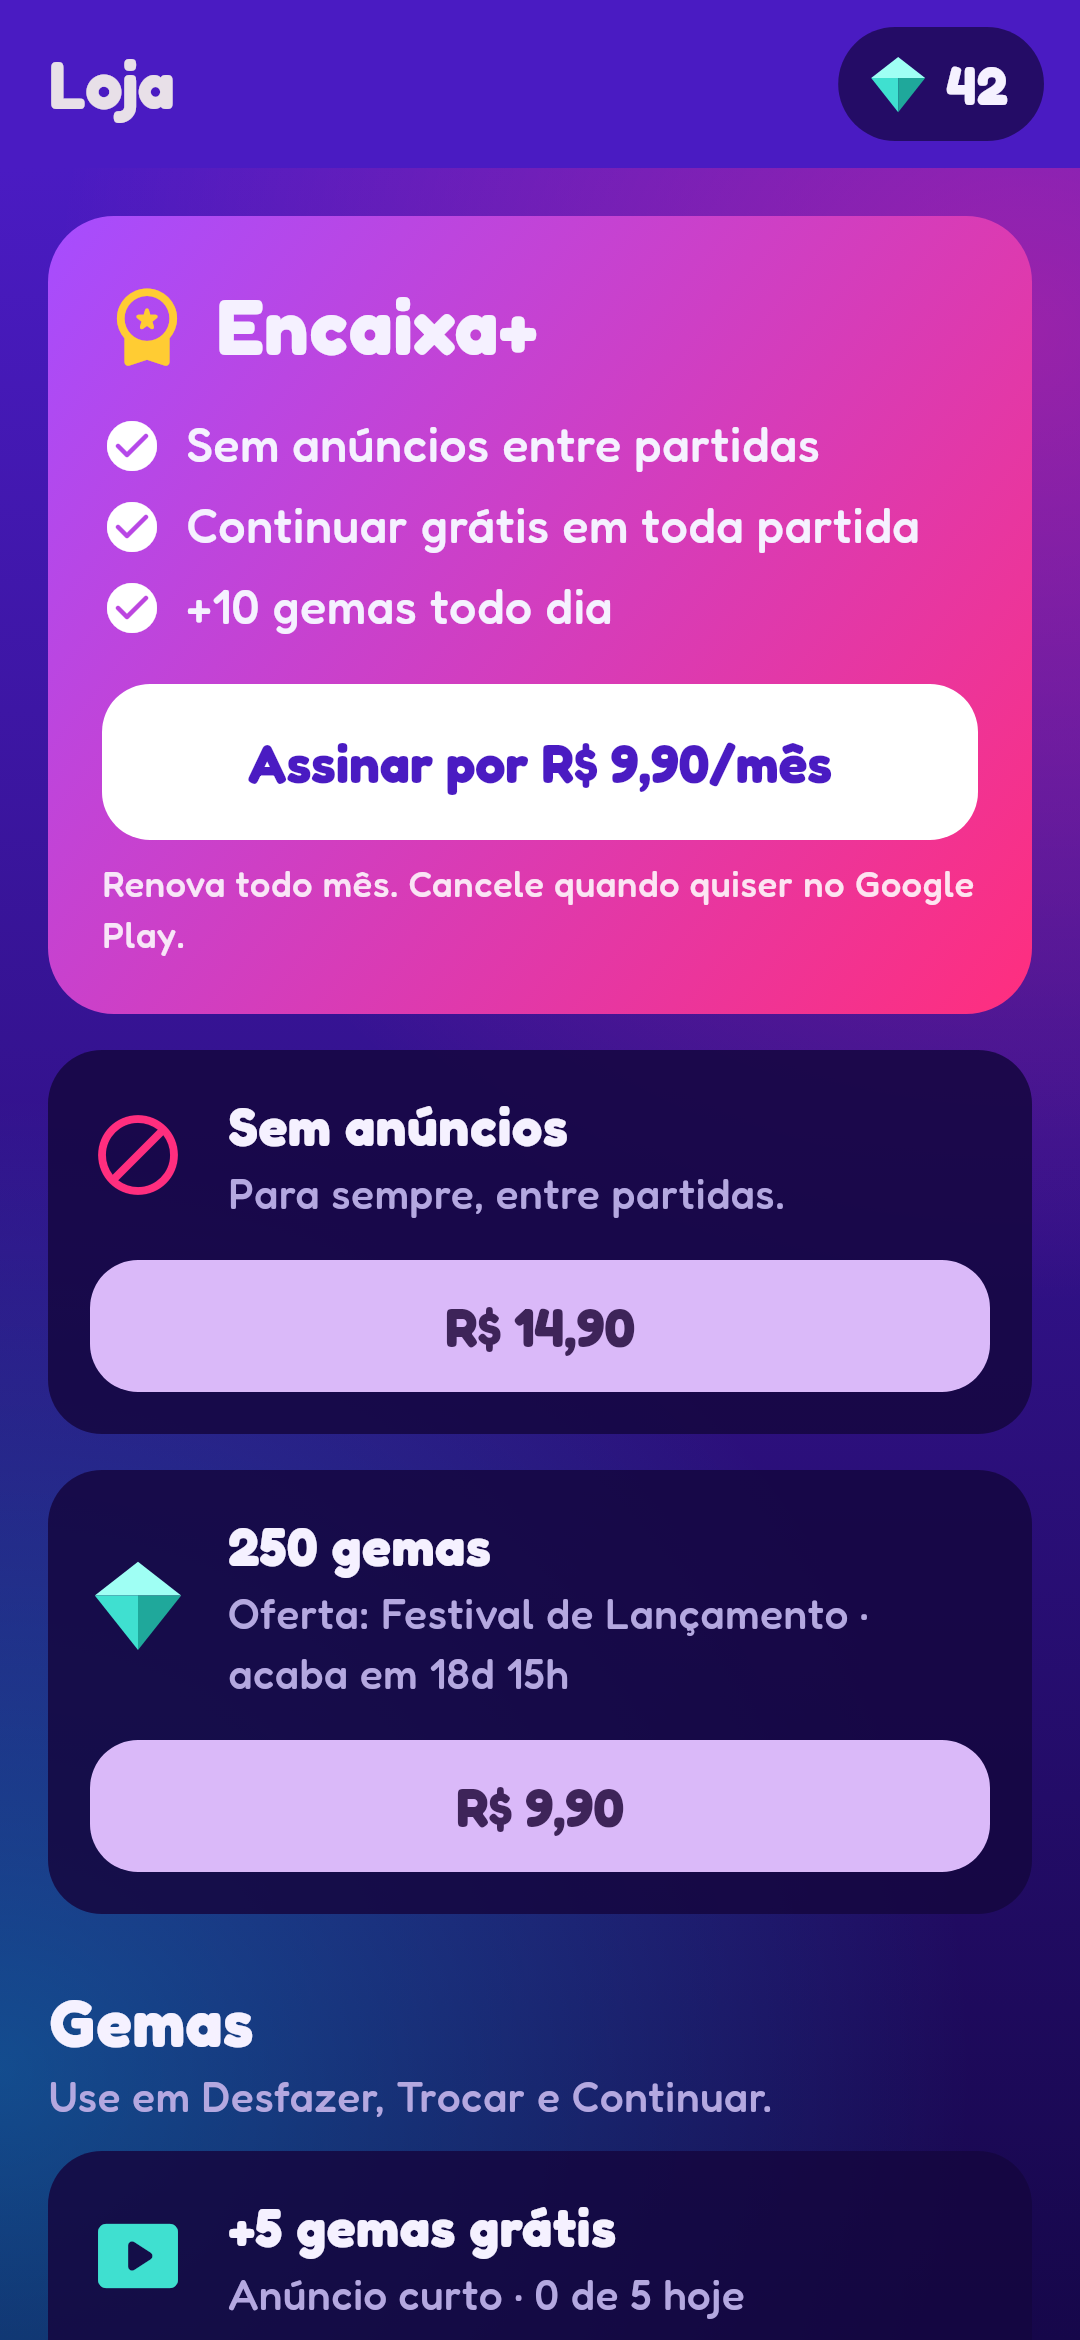 Loja
42
Encaixa+
Sem anúncios entre partidas
Continuar grátis em toda partida
+10 gemas todo dia
Assinar por R$ 9,90/mês
Renova todo mês. Cancele quando quiser no Google
Play.
Sem anúncios
Para sempre, entre partidas.
R$ 14,90
250 gemas
Oferta: Festival de Lançamento ·
acaba em 18d 15h
R$ 9,90
Gemas
Use em Desfazer, Trocar e Continuar.
+5 gemas grátis
Anúncio curto · 0 de 5 hoje